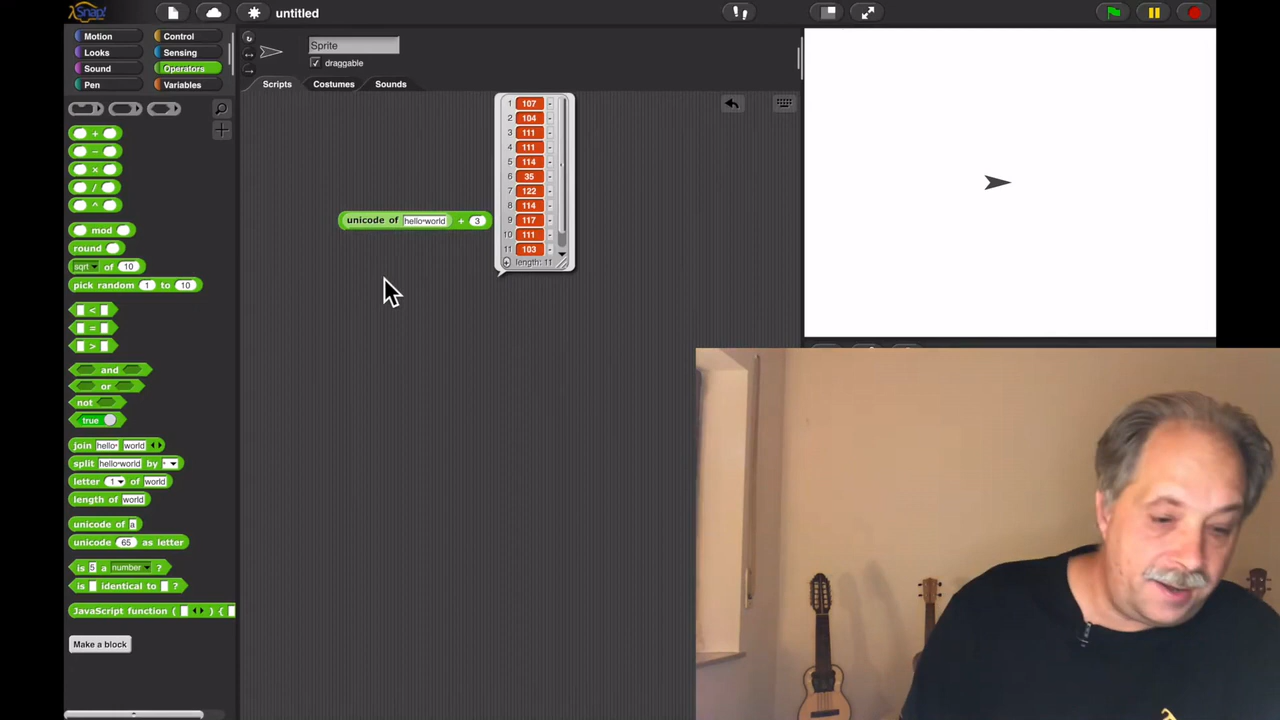 Snap!
untitled
Motion
Control
Looks
Sensing
Sound
Operators
Pen
Variables
Sprite
draggable
Scripts
Costumes
Sounds
+
−
×
/
^
mod
round
sqrt of 10
pick random 1 to 10
<
=
>
and
or
not
true
join hello world
split hello world by
letter 1 of world
length of world
unicode of a
unicode 65 as letter
is 5 a number ?
is identical to ?
JavaScript function ( ) {
Make a block
unicode of hello world + 3
1 107
2 104
3 111
4 111
5 114
6 35
7 122
8 114
9 117
10 111
11 103
length: 11